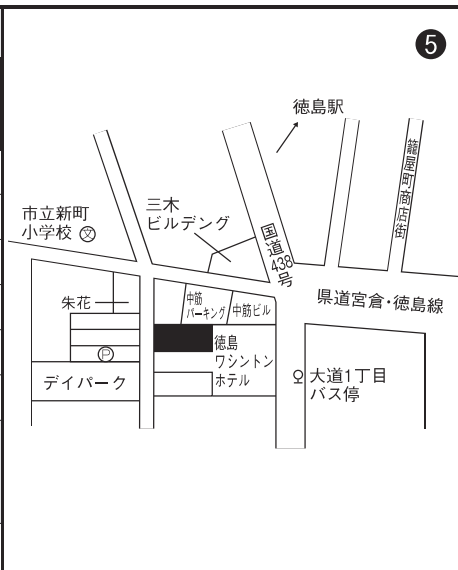 5
徳島駅
籠屋町商店街
市立新町
小学校 文
三木
ビルデング
国道
438
号
県道宮倉・徳島線
朱花
中筋
パーキング
中筋ビル
徳島
ワシントン
ホテル
P
デイパーク
大道1丁目
バス停